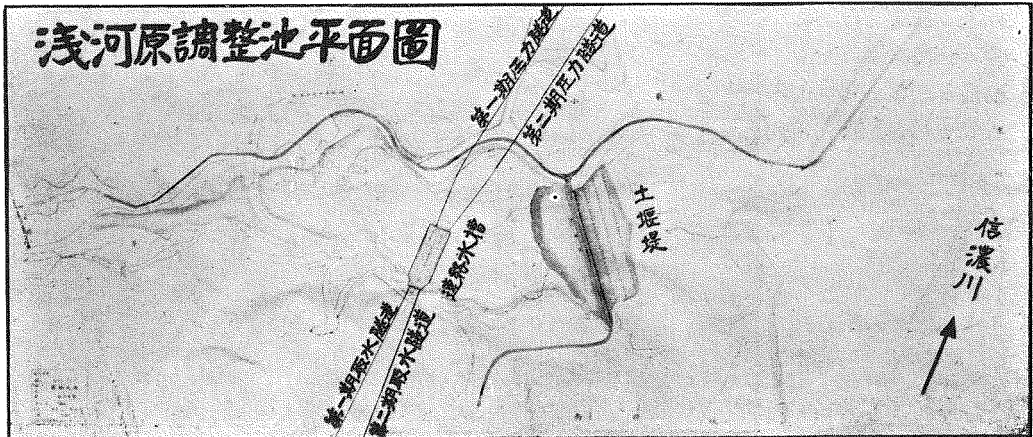 浅河原調整池平面圖
第一期圧力隧道
第二期圧力隧道
土堰堤
信濃川
連絡水槽
第一期取水隧道
第二期取水隧道